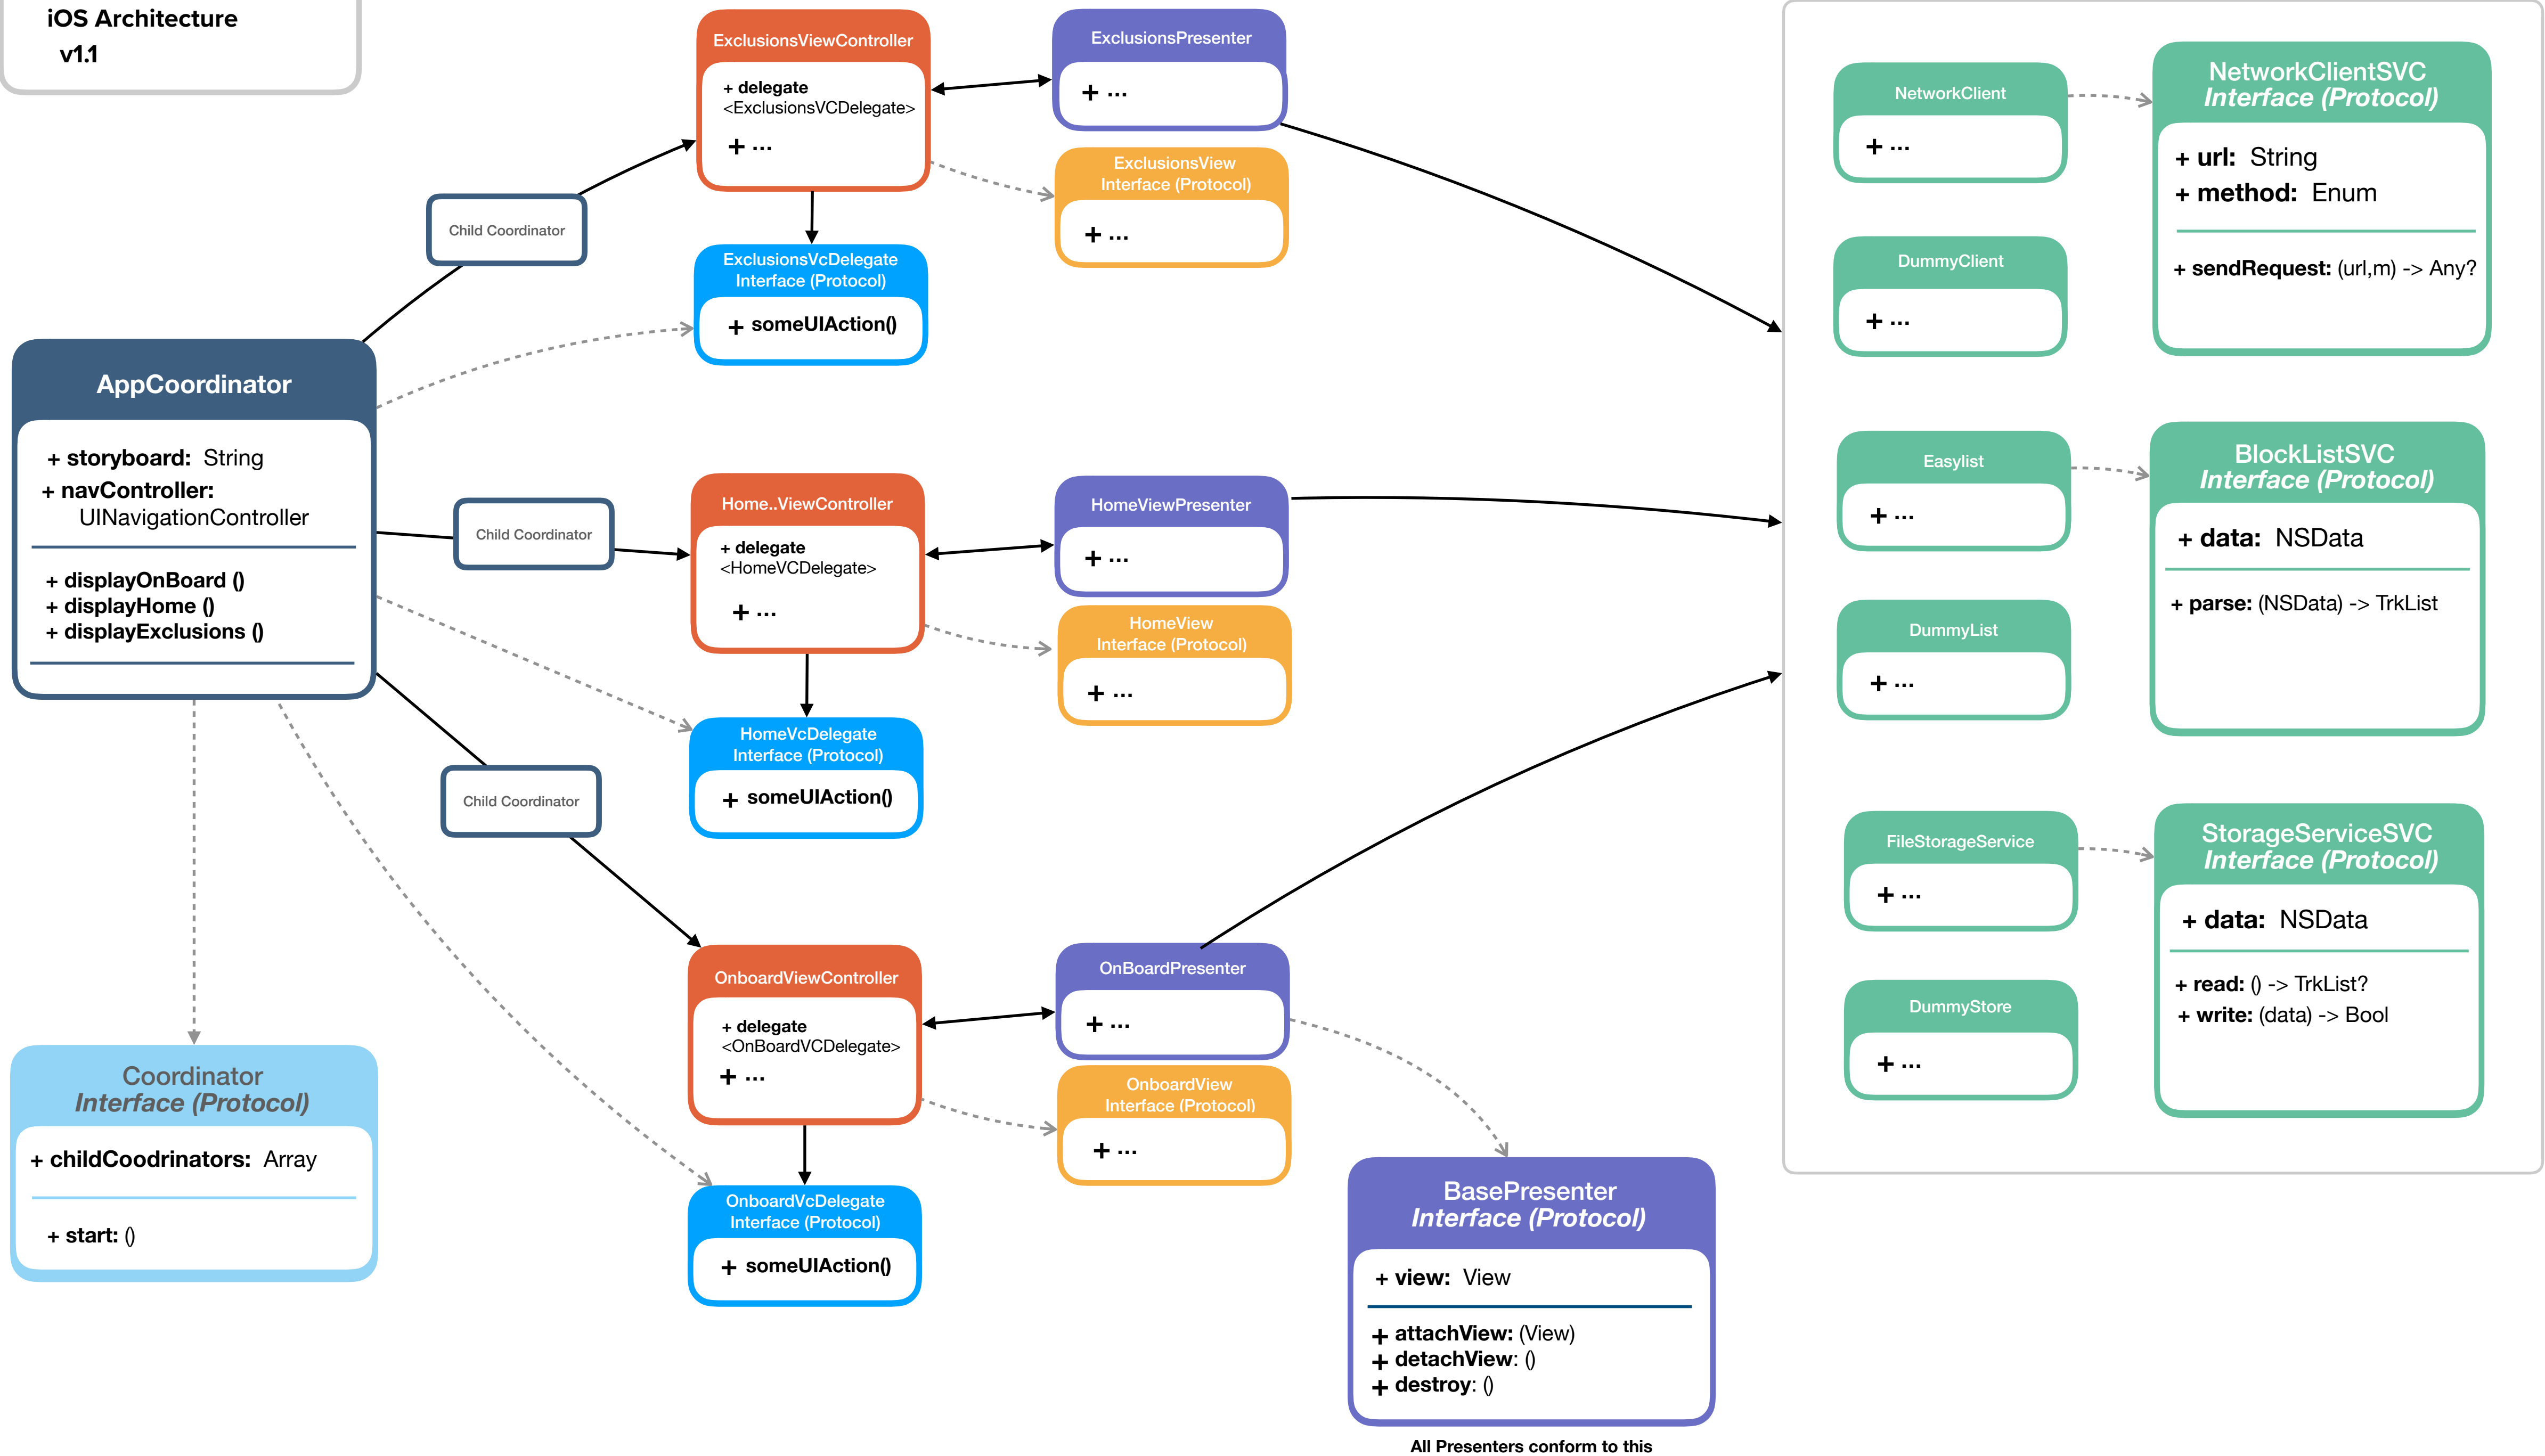 iOS Architecture
v1.1
ExclusionsViewController
+ delegate
<ExclusionsVCDelegate>
+ ...
ExclusionsPresenter
+ ...
ExclusionsView
Interface (Protocol)
+ ...
Child Coordinator
ExclusionsVcDelegate
Interface (Protocol)
+ someUIAction()
AppCoordinator
+ storyboard: String
+ navController:
UINavigationController
+ displayOnBoard ()
+ displayHome ()
+ displayExclusions ()
Child Coordinator
Home..ViewController
+ delegate
<HomeVCDelegate>
+ ...
HomeViewPresenter
+ ...
HomeView
Interface (Protocol)
+ ...
HomeVcDelegate
Interface (Protocol)
+ someUIAction()
Child Coordinator
OnboardViewController
+ delegate
<OnBoardVCDelegate>
+ ...
OnBoardPresenter
+ ...
OnboardView
Interface (Protocol)
+ ...
OnboardVcDelegate
Interface (Protocol)
+ someUIAction()
Coordinator
Interface (Protocol)
+ childCoodrinators: Array
+ start: ()
BasePresenter
Interface (Protocol)
+ view: View
+ attachView: (View)
+ detachView: ()
+ destroy: ()
All Presenters conform to this
NetworkClient
+ ...
NetworkClientSVC
Interface (Protocol)
+ url: String
+ method: Enum
+ sendRequest: (url,m) -> Any?
DummyClient
+ ...
Easylist
+ ...
BlockListSVC
Interface (Protocol)
+ data: NSData
+ parse: (NSData) -> TrkList
DummyList
+ ...
FileStorageService
+ ...
StorageServiceSVC
Interface (Protocol)
+ data: NSData
+ read: () -> TrkList?
+ write: (data) -> Bool
DummyStore
+ ...